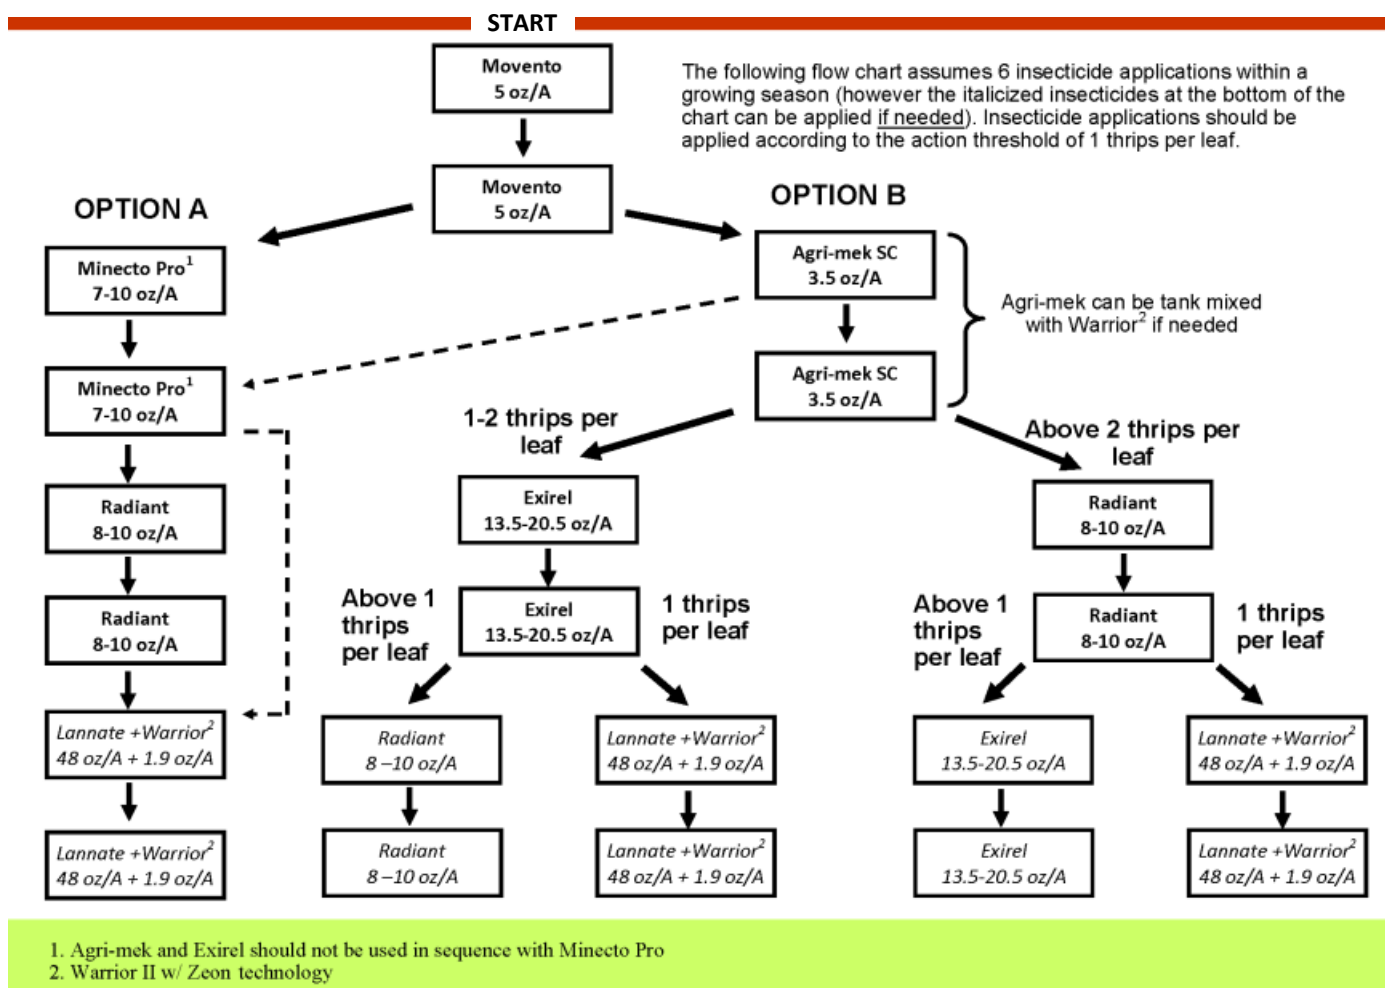 START
Movento
5 oz/A
The following flow chart assumes 6 insecticide applications within a
growing season (however the italicized insecticides at the bottom of the
chart can be applied if needed). Insecticide applications should be
applied according to the action threshold of 1 thrips per leaf.
Movento
5 oz/A
OPTION A
OPTION B
Minecto Pro¹
7-10 oz/A
Agri-mek SC
3.5 oz/A
Agri-mek can be tank mixed
with Warrior² if needed
Minecto Pro¹
7-10 oz/A
Agri-mek SC
3.5 oz/A
1-2 thrips per
leaf
Above 2 thrips per
leaf
Radiant
8-10 oz/A
Exirel
13.5-20.5 oz/A
Radiant
8-10 oz/A
Radiant
8-10 oz/A
Above 1
thrips
per leaf
Exirel
13.5-20.5 oz/A
1 thrips
per leaf
Above 1
thrips
per leaf
Radiant
8-10 oz/A
1 thrips
per leaf
Lannate +Warrior²
48 oz/A + 1.9 oz/A
Radiant
8 –10 oz/A
Lannate +Warrior²
48 oz/A + 1.9 oz/A
Exirel
13.5-20.5 oz/A
Lannate +Warrior²
48 oz/A + 1.9 oz/A
Lannate +Warrior²
48 oz/A + 1.9 oz/A
Radiant
8 –10 oz/A
Lannate +Warrior²
48 oz/A + 1.9 oz/A
Exirel
13.5-20.5 oz/A
Lannate +Warrior²
48 oz/A + 1.9 oz/A
1. Agri-mek and Exirel should not be used in sequence with Minecto Pro
2. Warrior II w/ Zeon technology